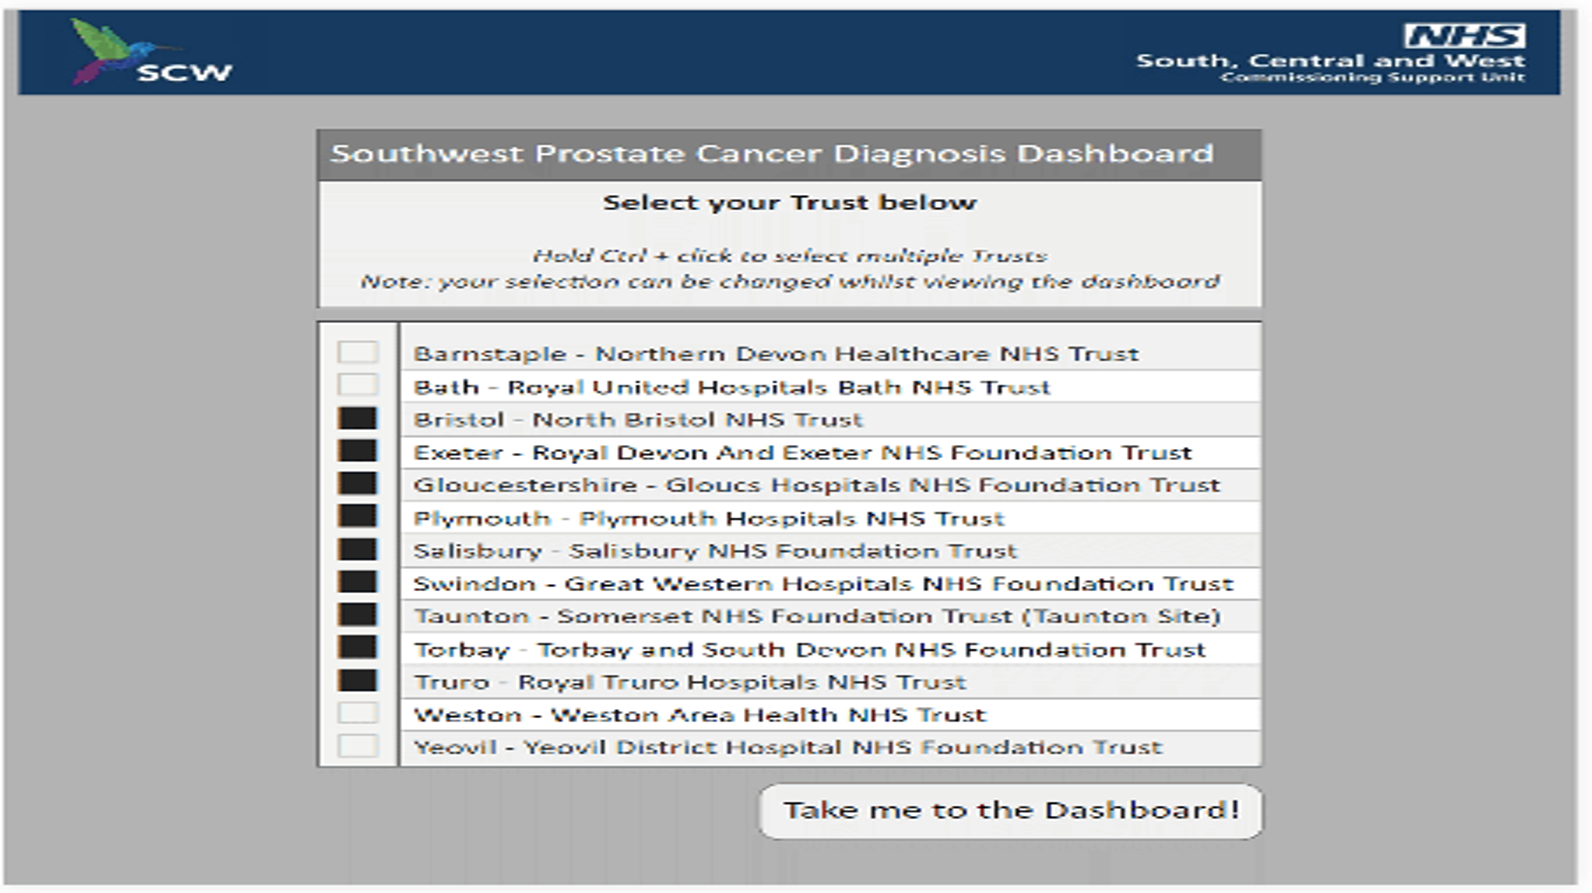 SCW
NHS
South, Central and West
Commissioning Support Unit
Southwest Prostate Cancer Diagnosis Dashboard
Select your Trust below
Hold Ctrl + click to select multiple Trusts
Note: your selection can be changed whilst viewing the dashboard
Barnstaple - Northern Devon Healthcare NHS Trust
Bath - Royal United Hospitals Bath NHS Trust
Bristol - North Bristol NHS Trust
Exeter - Royal Devon And Exeter NHS Foundation Trust
Gloucestershire - Gloucs Hospitals NHS Foundation Trust
Plymouth - Plymouth Hospitals NHS Trust
Salisbury - Salisbury NHS Foundation Trust
Swindon - Great Western Hospitals NHS Foundation Trust
Taunton - Somerset NHS Foundation Trust (Taunton Site)
Torbay - Torbay and South Devon NHS Foundation Trust
Truro - Royal Truro Hospitals NHS Trust
Weston - Weston Area Health NHS Trust
Yeovil - Yeovil District Hospital NHS Foundation Trust
Take me to the Dashboard!